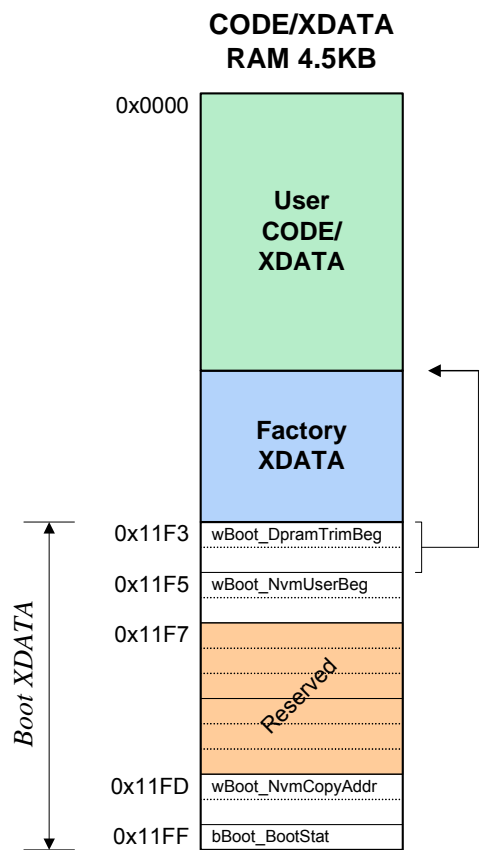 CODE/XDATA
RAM 4.5KB
0x0000
User
CODE/
XDATA
Factory
XDATA
0x11F3
wBoot_DpramTrimBeg
0x11F5
wBoot_NvmUserBeg
0x11F7
Reserved
Boot XDATA
0x11FD
wBoot_NvmCopyAddr
0x11FF
bBoot_BootStat